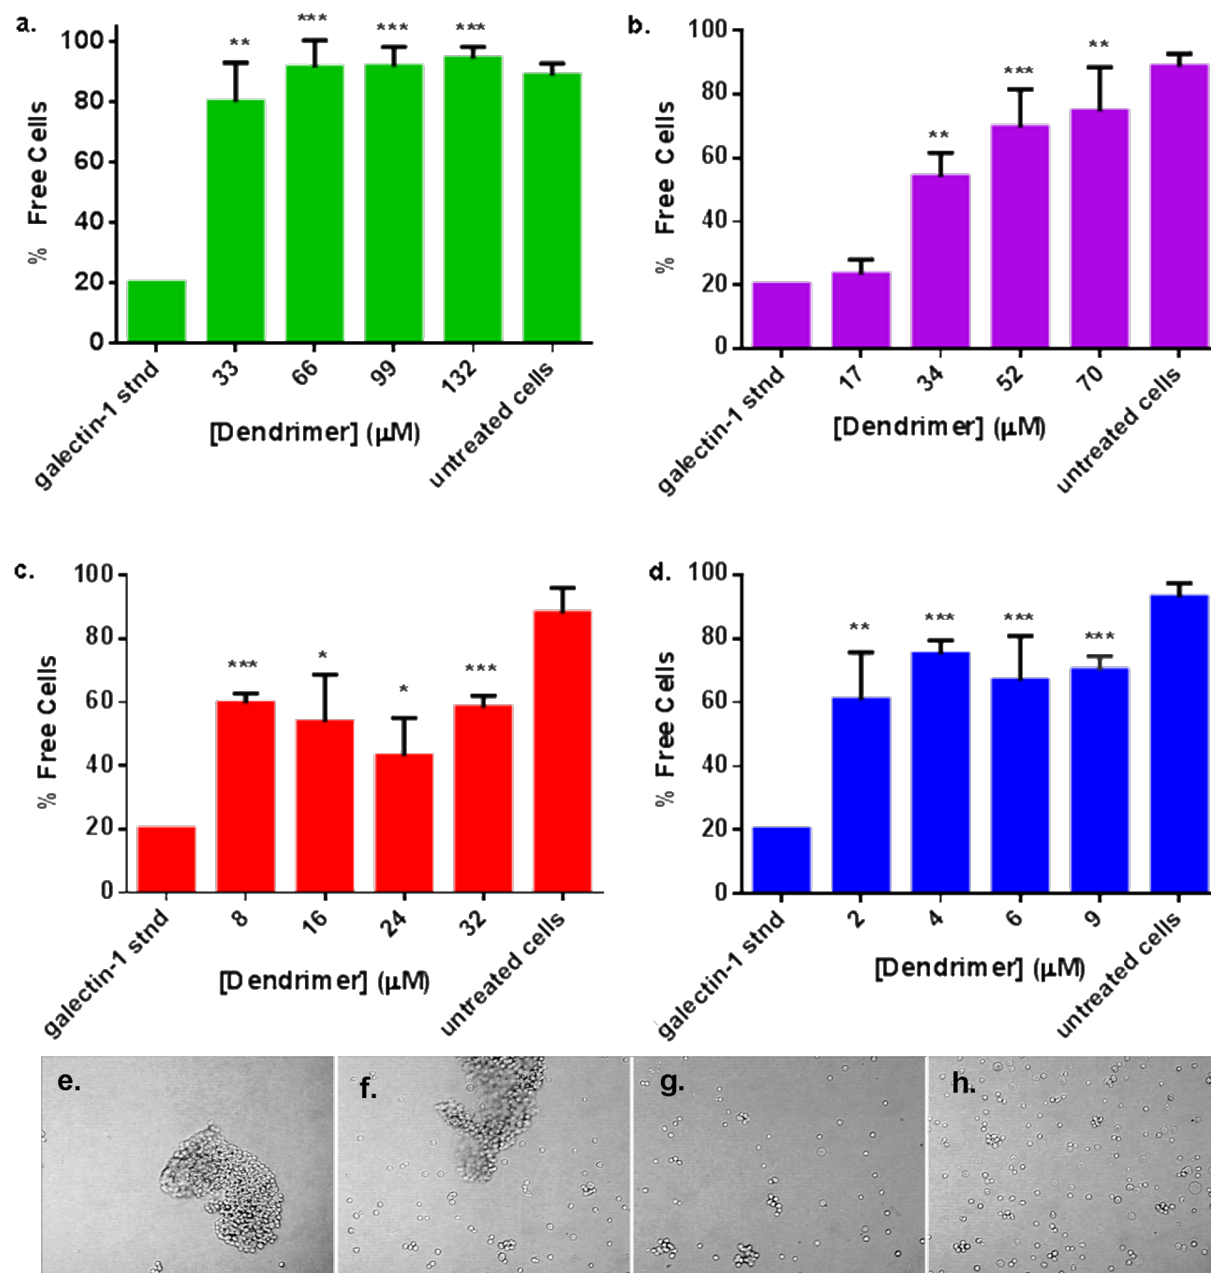 a.
100
80
60
40
20
0
% Free Cells
** *** *** ***
galectin-1 stnd 33 66 99 132 untreated cells
[Dendrimer] (μM)
b.
100
80
60
40
20
0
% Free Cells
** *** **
galectin-1 stnd 17 34 52 70 untreated cells
[Dendrimer] (μM)
c.
100
80
60
40
20
0
% Free Cells
*** * * ***
galectin-1 stnd 8 16 24 32 untreated cells
[Dendrimer] (μM)
d.
100
80
60
40
20
0
% Free Cells
** *** *** ***
galectin-1 stnd 2 4 6 9 untreated cells
[Dendrimer] (μM)
e. f. g. h.